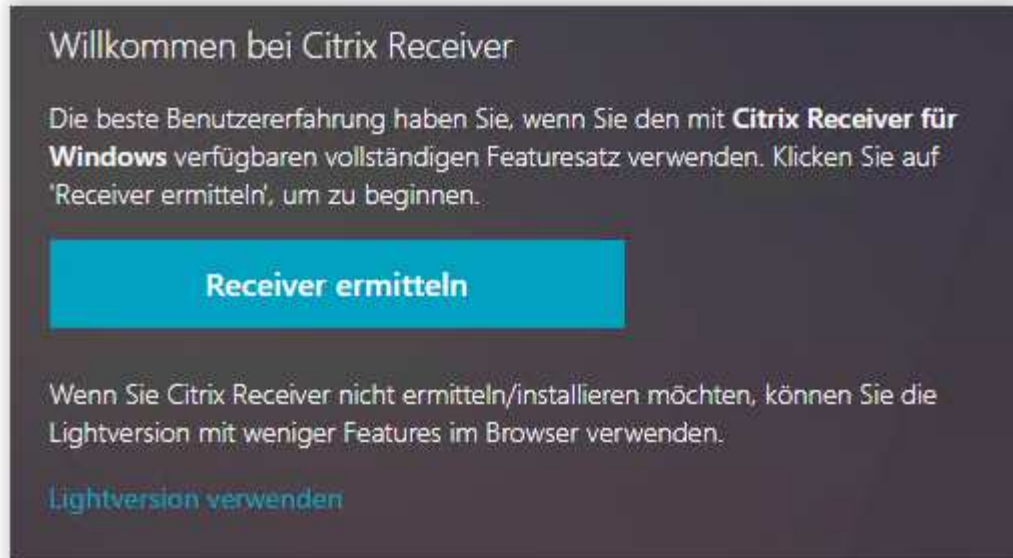 Willkommen bei Citrix Receiver
Die beste Benutzererfahrung haben Sie, wenn Sie den mit Citrix Receiver für
Windows verfügbaren vollständigen Featuresatz verwenden. Klicken Sie auf
'Receiver ermitteln', um zu beginnen.
Receiver ermitteln
Wenn Sie Citrix Receiver nicht ermitteln/installieren möchten, können Sie die
Lightversion mit weniger Features im Browser verwenden.
Lightversion verwenden